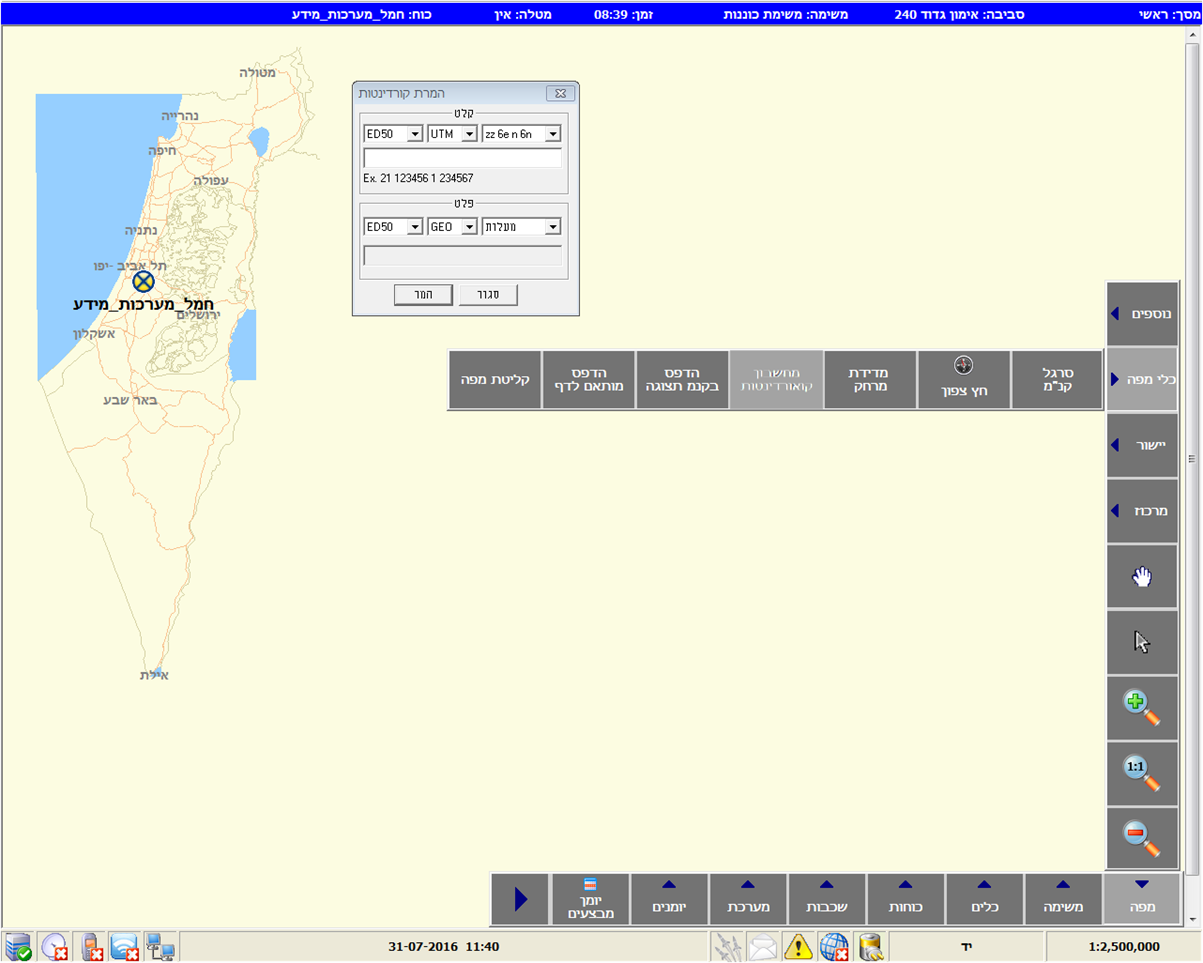 מסך: ראשי סביבה: אימון גדוד 240 משימה: משימת כוננות זמן: 08:39 מטלה: אין כוח: חמל_מערכות_מידע
מטולה
נהרייה
חיפה
עפולה
נתניה
תל אביב -יפו
חמל_מערכות_מידע
ירושלים
אשקלון
באר שבע
אילת
המרת קורדינטות
קלט
ED50 UTM zz 6e n 6n
Ex. 21 123456 1 234567
פלט
ED50 GEO מעלות
המר סגור
נוספים
כלי מפה
יישור
מרכוז
סרגל
קנ"מ
חץ צפון
מדידת
מרחק
מחשבון
קואורדינטות
הדפס
בקנמ תצוגה
הדפס
מותאם לדף
קליטת מפה
1:1
מפה
משימה
כלים
כוחות
שכבות
מערכת
יומנים
יומן
מבצעים
31-07-2016 11:40
יד
1:2,500,000